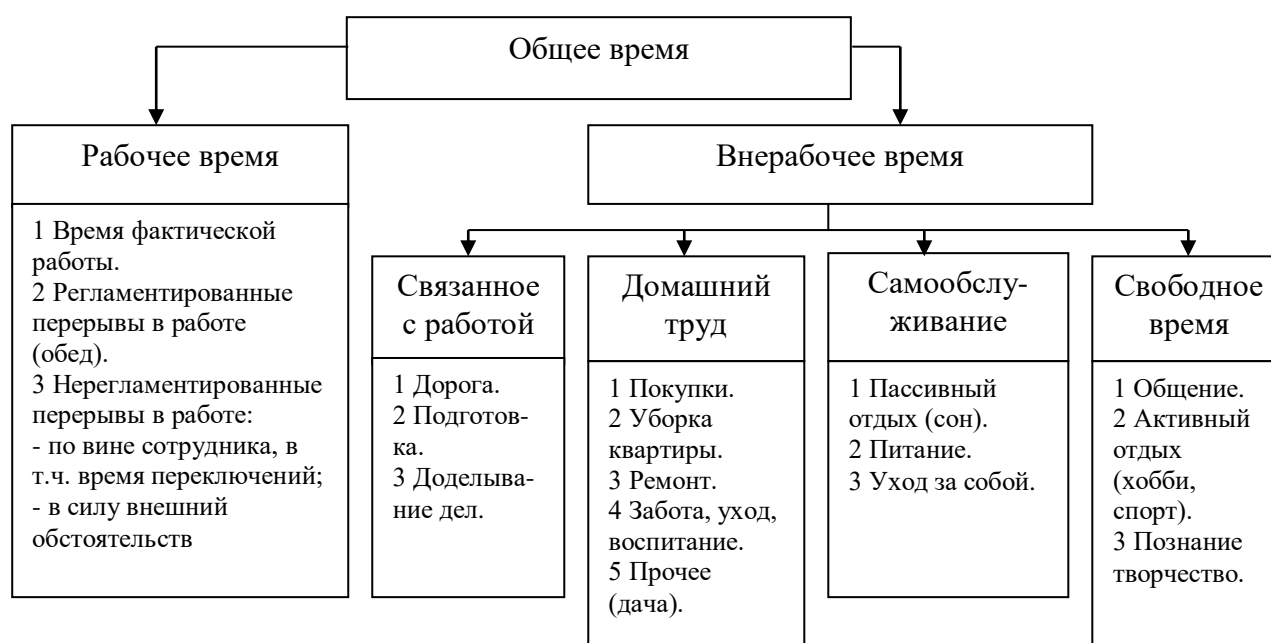 Общее время
Рабочее время
1 Время фактической
работы.
2 Регламентированные
перерывы в работе
(обед).
3 Нерегламентированные
перерывы в работе:
- по вине сотрудника, в
т.ч. время переключений;
- в силу внешний
обстоятельств
Внерабочее время
Связанное
с работой
1 Дорога.
2 Подготов-
ка.
3 Доделыва-
ние дел.
Домашний
труд
1 Покупки.
2 Уборка
квартиры.
3 Ремонт.
4 Забота, уход,
воспитание.
5 Прочее
(дача).
Самообслу-
живание
1 Пассивный
отдых (сон).
2 Питание.
3 Уход за собой.
Свободное
время
1 Общение.
2 Активный
отдых
(хобби,
спорт).
3 Познание
творчество.